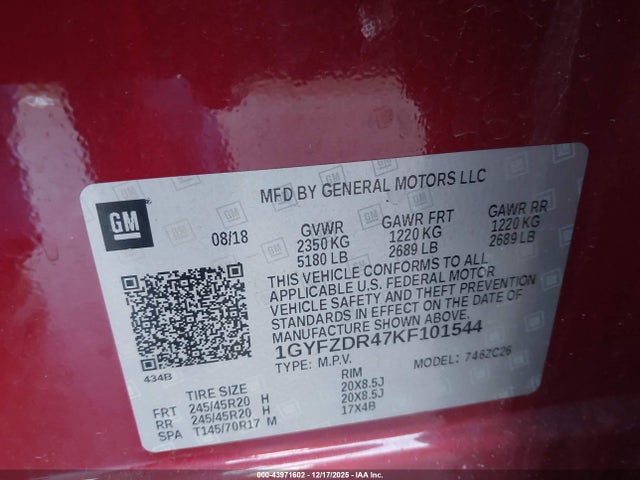 MFD BY GENERAL MOTORS LLC
GM
08/18
GVWR GAWR FRT GAWR RR
2350 KG 1220 KG 1220 KG
5180 LB 2689 LB 2689 LB
THIS VEHICLE CONFORMS TO ALL
APPLICABLE U.S. FEDERAL MOTOR
VEHICLE SAFETY AND THEFT PREVENTION
STANDARDS IN EFFECT ON THE DATE OF
MANUFACTURE SHOWN ABOVE.
1GYFZDR47KF101544
434B
TYPE: M.P.V. MODEL: 746ZC26
TIRE SIZE RIM
FRT 245/45R20 H 20X8.5J
RR 245/45R20 H 20X8.5J
SPA T145/70R17 M 17X4B
000-43971602 - 12/17/2025 - IAA Inc.